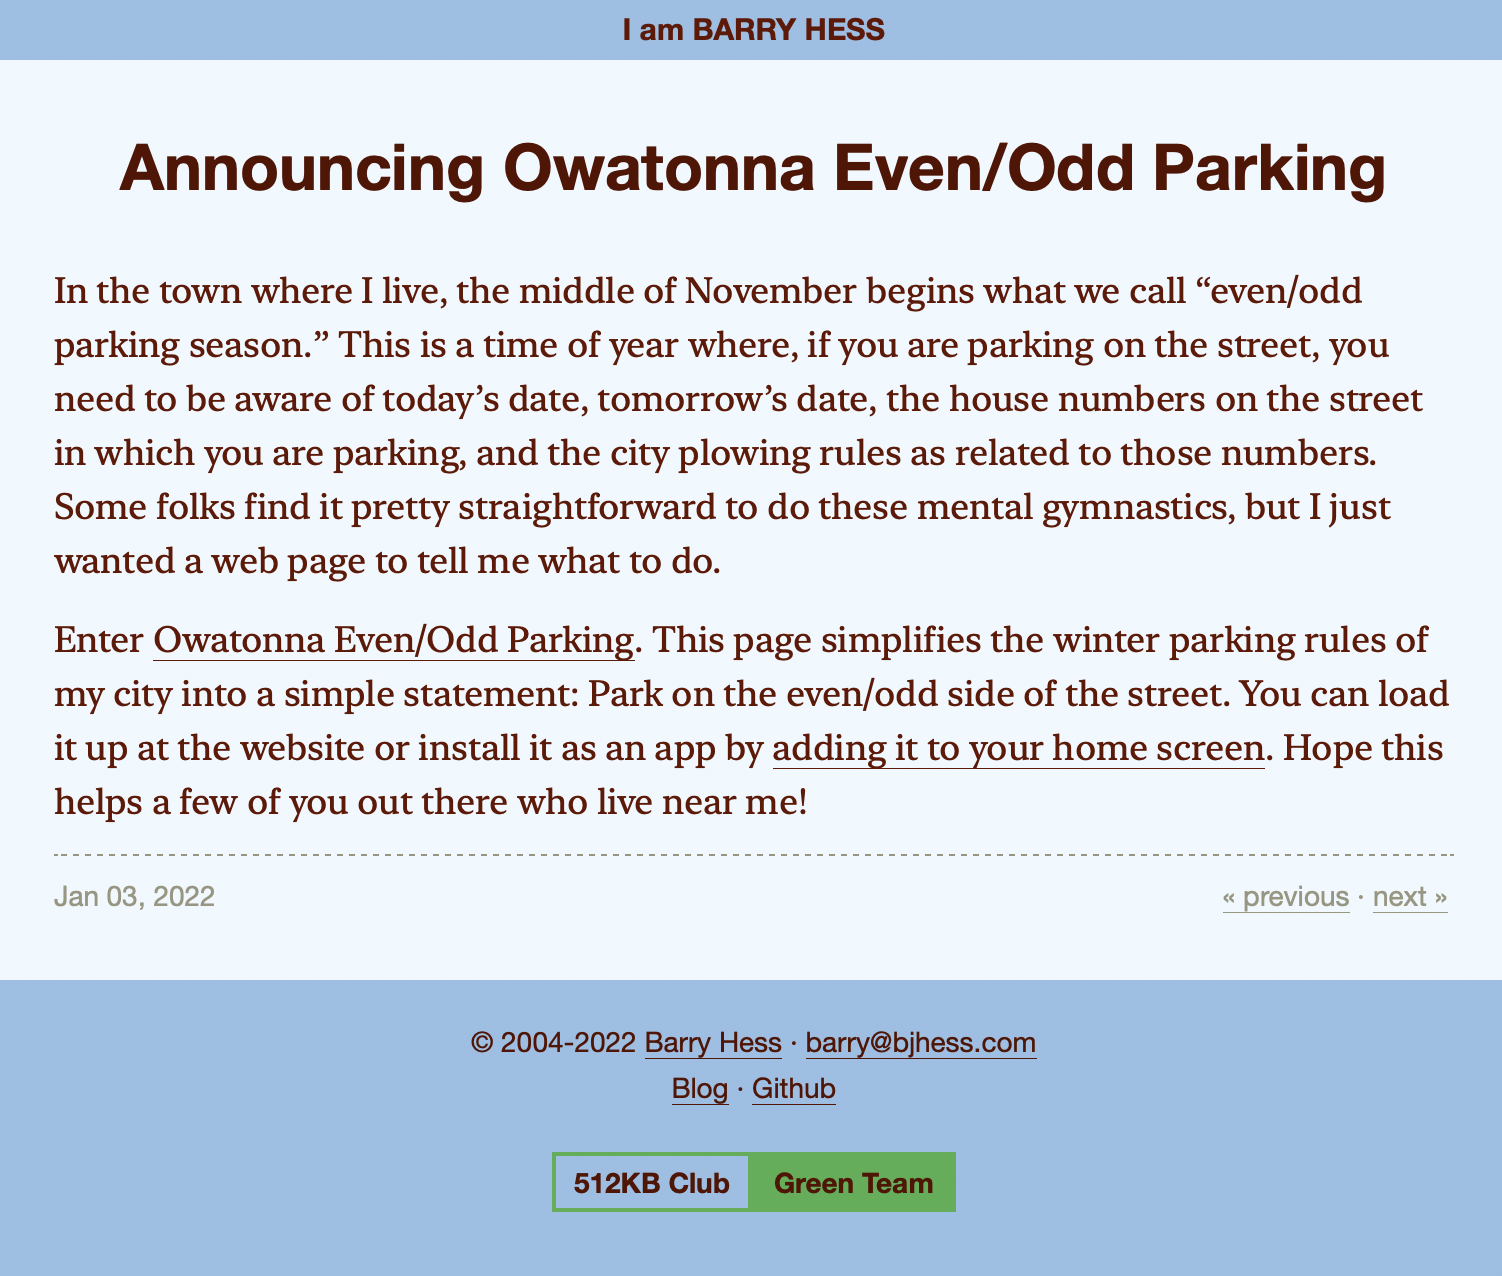 I am BARRY HESS
Announcing Owatonna Even/Odd Parking
In the town where I live, the middle of November begins what we call “even/odd
parking season.” This is a time of year where, if you are parking on the street, you
need to be aware of today’s date, tomorrow’s date, the house numbers on the street
in which you are parking, and the city plowing rules as related to those numbers.
Some folks find it pretty straightforward to do these mental gymnastics, but I just
wanted a web page to tell me what to do.
Enter Owatonna Even/Odd Parking. This page simplifies the winter parking rules of
my city into a simple statement: Park on the even/odd side of the street. You can load
it up at the website or install it as an app by adding it to your home screen. Hope this
helps a few of you out there who live near me!
Jan 03, 2022 « previous · next »
© 2004-2022 Barry Hess · barry@bjhess.com
Blog · Github
512KB Club Green Team